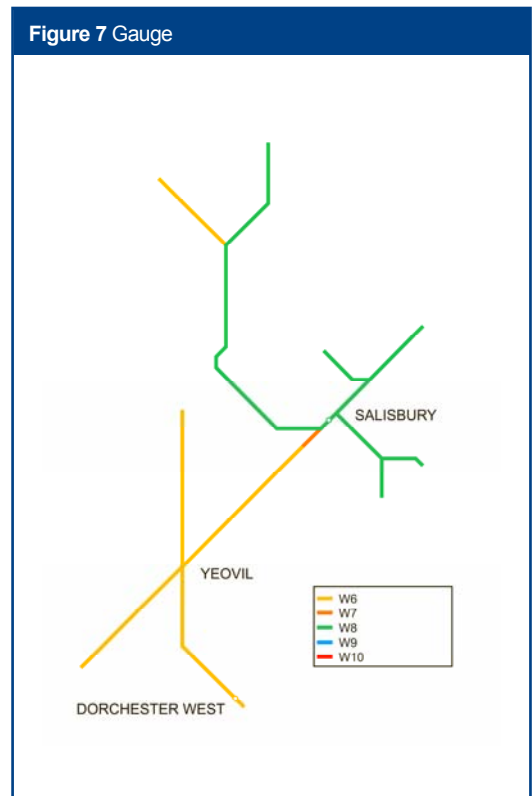 Figure 7 Gauge
SALISBURY
YEOVIL
W6
W7
W8
W9
W10
DORCHESTER WEST